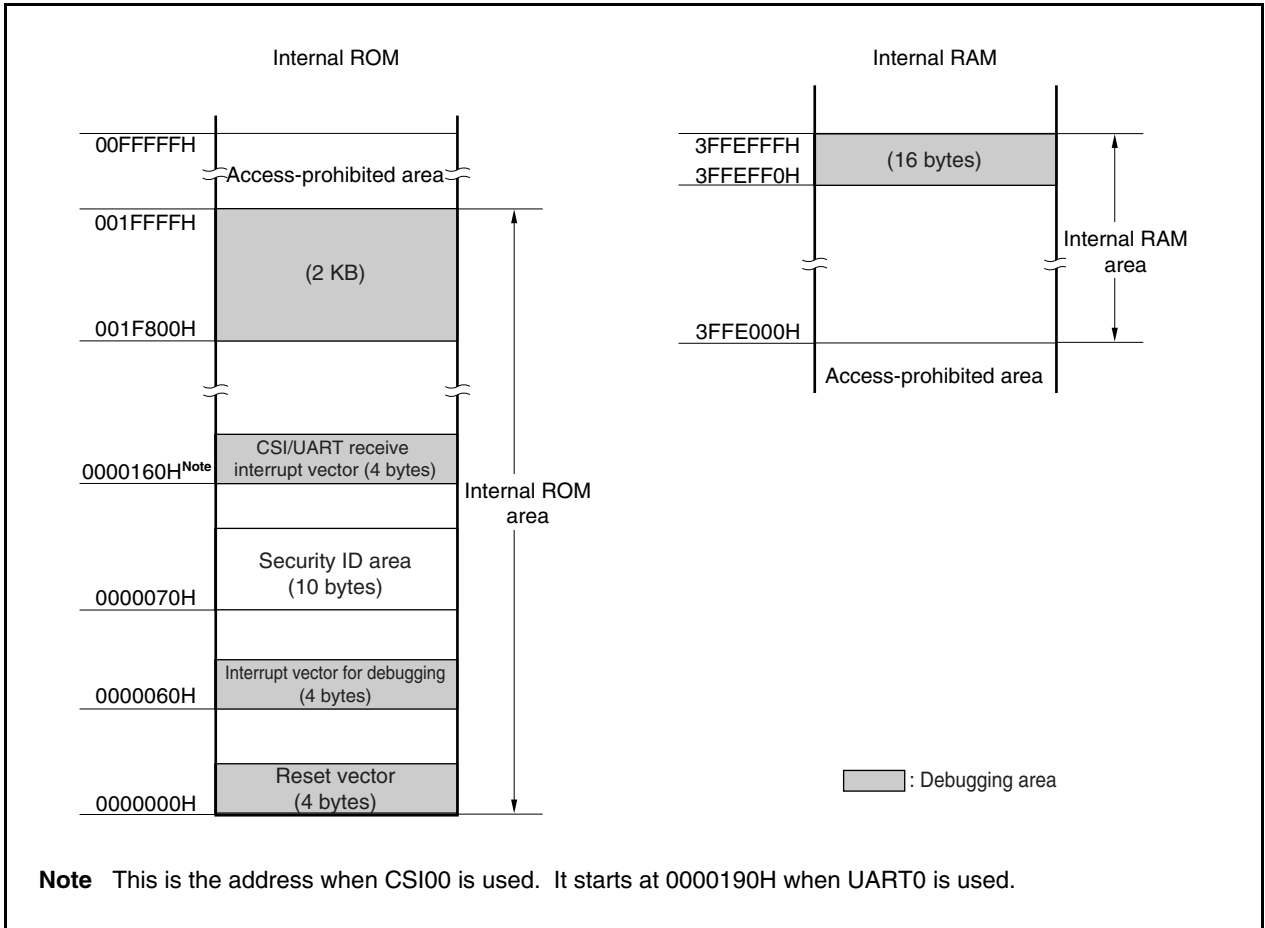 Internal ROM
00FFFFFH
Access-prohibited area
001FFFFH
(2 KB)
001F800H
CSI/UART receive
interrupt vector (4 bytes)
0000160HNote
Internal ROM
area
Security ID area
(10 bytes)
0000070H
Interrupt vector for debugging
(4 bytes)
0000060H
Reset vector
(4 bytes)
0000000H
Internal RAM
3FFEFFFH
(16 bytes)
3FFEFF0H
Internal RAM
area
3FFE000H
Access-prohibited area
: Debugging area
Note This is the address when CSI00 is used. It starts at 0000190H when UART0 is used.